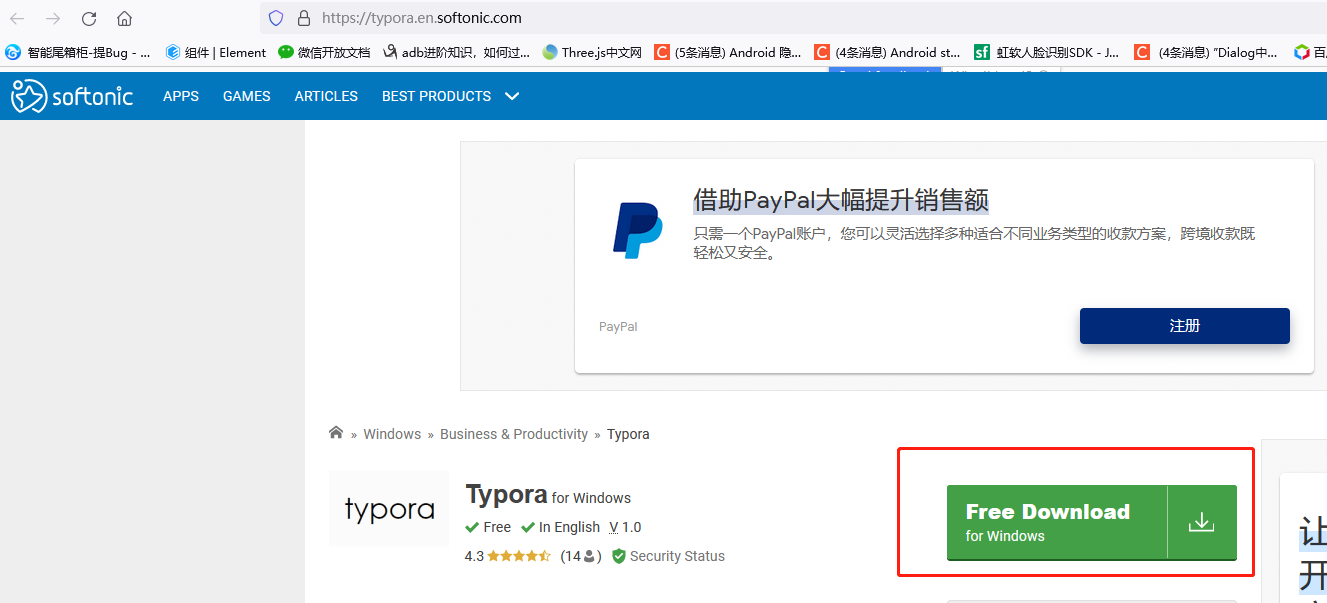 https://typora.en.softonic.com
智能尾箱柜-提Bug - ... 组件 | Element 微信开放文档 adb进阶知识，如何过... Three.js中文网 C (5条消息) Android 隐... C (4条消息) Android st... sf 虹软人脸识别SDK - J... C (4条消息) "Dialog中... 百
softonic APPS GAMES ARTICLES BEST PRODUCTS
借助PayPal大幅提升销售额
只需一个PayPal账户，您可以灵活选择多种适合不同业务类型的收款方案，跨境收款既
轻松又安全。
PayPal 注册
» Windows » Business & Productivity » Typora
typora
Typora for Windows
Free In English V 1.0
4.3 (14 ) Security Status
Free Download
for Windows
让
开